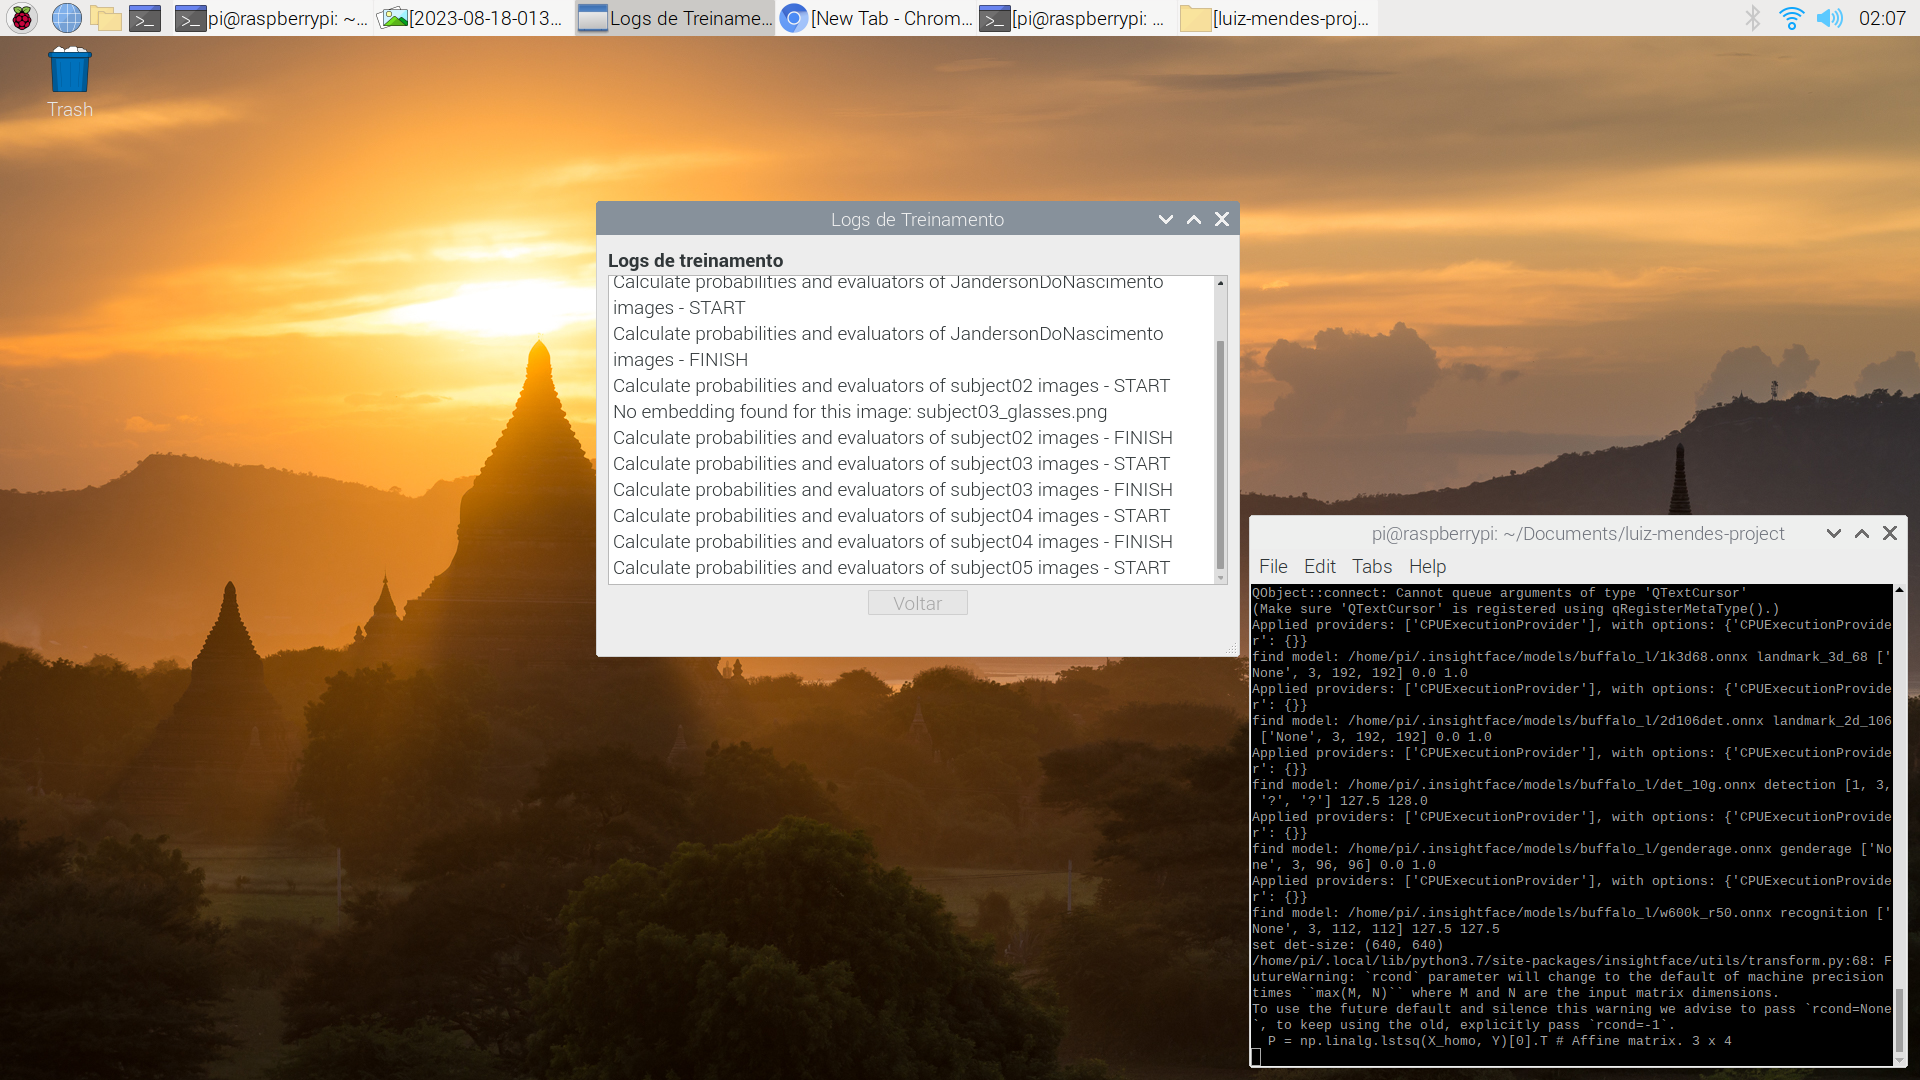 pi@raspberrypi: ~...
[2023-08-18-013...
Logs de Treiname...
[New Tab - Chrom...
[pi@raspberrypi: ...
[luiz-mendes-proj...
02:07
Trash
Logs de Treinamento
Logs de treinamento
Calculate probabilities and evaluators of JandersonDoNascimento
images - START
Calculate probabilities and evaluators of JandersonDoNascimento
images - FINISH
Calculate probabilities and evaluators of subject02 images - START
No embedding found for this image: subject03_glasses.png
Calculate probabilities and evaluators of subject02 images - FINISH
Calculate probabilities and evaluators of subject03 images - START
Calculate probabilities and evaluators of subject03 images - FINISH
Calculate probabilities and evaluators of subject04 images - START
Calculate probabilities and evaluators of subject04 images - FINISH
Calculate probabilities and evaluators of subject05 images - START
Voltar
pi@raspberrypi: ~/Documents/luiz-mendes-project
File Edit Tabs Help
QObject::connect: Cannot queue arguments of type 'QTextCursor'
(Make sure 'QTextCursor' is registered using qRegisterMetaType().)
Applied providers: ['CPUExecutionProvider'], with options: {'CPUExecutionProvide
r': {}}
find model: /home/pi/.insightface/models/buffalo_l/1k3d68.onnx landmark_3d_68 ['
None', 3, 192, 192] 0.0 1.0
Applied providers: ['CPUExecutionProvider'], with options: {'CPUExecutionProvide
r': {}}
find model: /home/pi/.insightface/models/buffalo_l/2d106det.onnx landmark_2d_106
['None', 3, 192, 192] 0.0 1.0
Applied providers: ['CPUExecutionProvider'], with options: {'CPUExecutionProvide
r': {}}
find model: /home/pi/.insightface/models/buffalo_l/det_10g.onnx detection [1, 3,
'?', '?'] 127.5 128.0
Applied providers: ['CPUExecutionProvider'], with options: {'CPUExecutionProvide
r': {}}
find model: /home/pi/.insightface/models/buffalo_l/genderage.onnx genderage ['No
ne', 3, 96, 96] 0.0 1.0
Applied providers: ['CPUExecutionProvider'], with options: {'CPUExecutionProvide
r': {}}
find model: /home/pi/.insightface/models/buffalo_l/w600k_r50.onnx recognition ['
None', 3, 112, 112] 127.5 127.5
set det-size: (640, 640)
/home/pi/.local/lib/python3.7/site-packages/insightface/utils/transform.py:68: F
utureWarning: `rcond` parameter will change to the default of machine precision
times ``max(M, N)`` where M and N are the input matrix dimensions.
To use the future default and silence this warning we advise to pass `rcond=None
`, to keep using the old, explicitly pass `rcond=-1`.
P = np.linalg.lstsq(X_homo, Y)[0].T # Affine matrix. 3 x 4